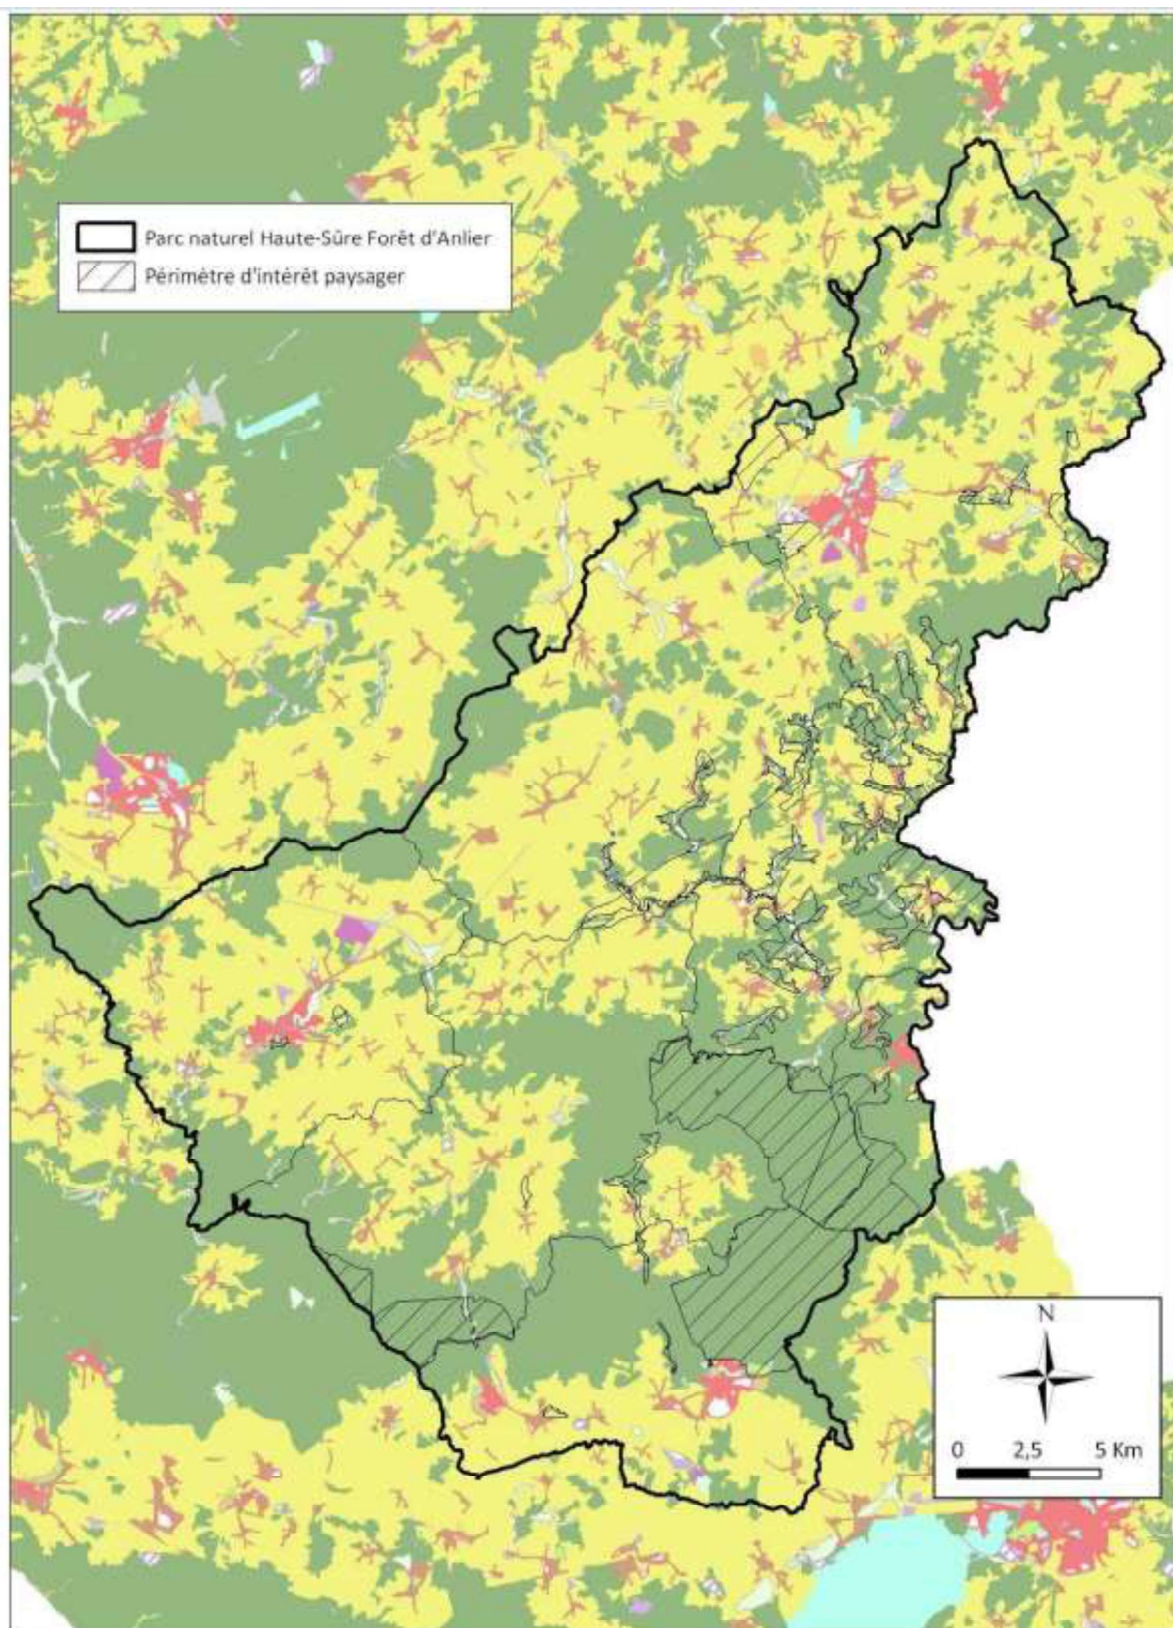 Parc naturel Haute-Sûre Forêt d'Anlier
Périmètre d'intérêt paysager
N
0 2,5 5 Km